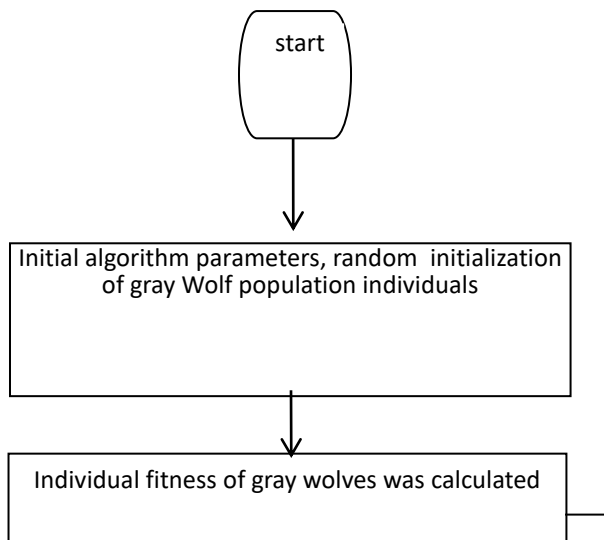 start
Initial algorithm parameters, random initialization
of gray Wolf population individuals
Individual fitness of gray wolves was calculated